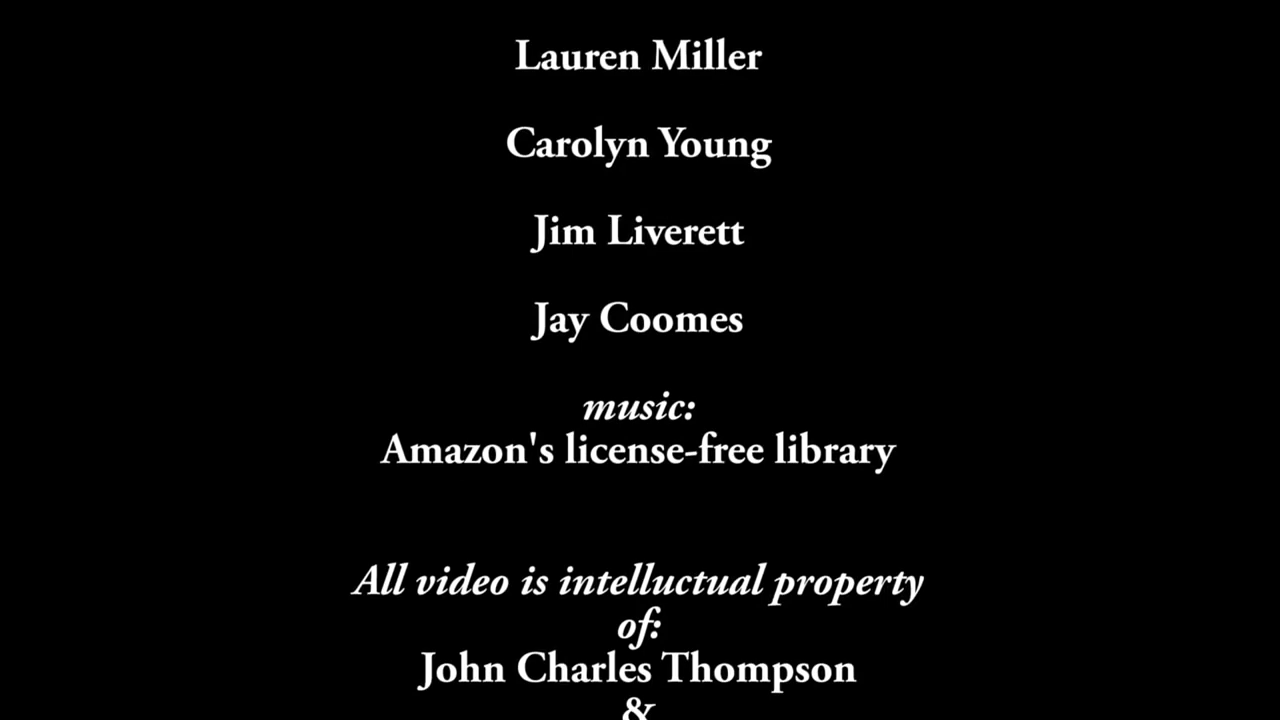 Lauren Miller
Carolyn Young
Jim Liverett
Jay Coomes
music:
Amazon's license-free library
All video is intelluctual property
of:
John Charles Thompson
&